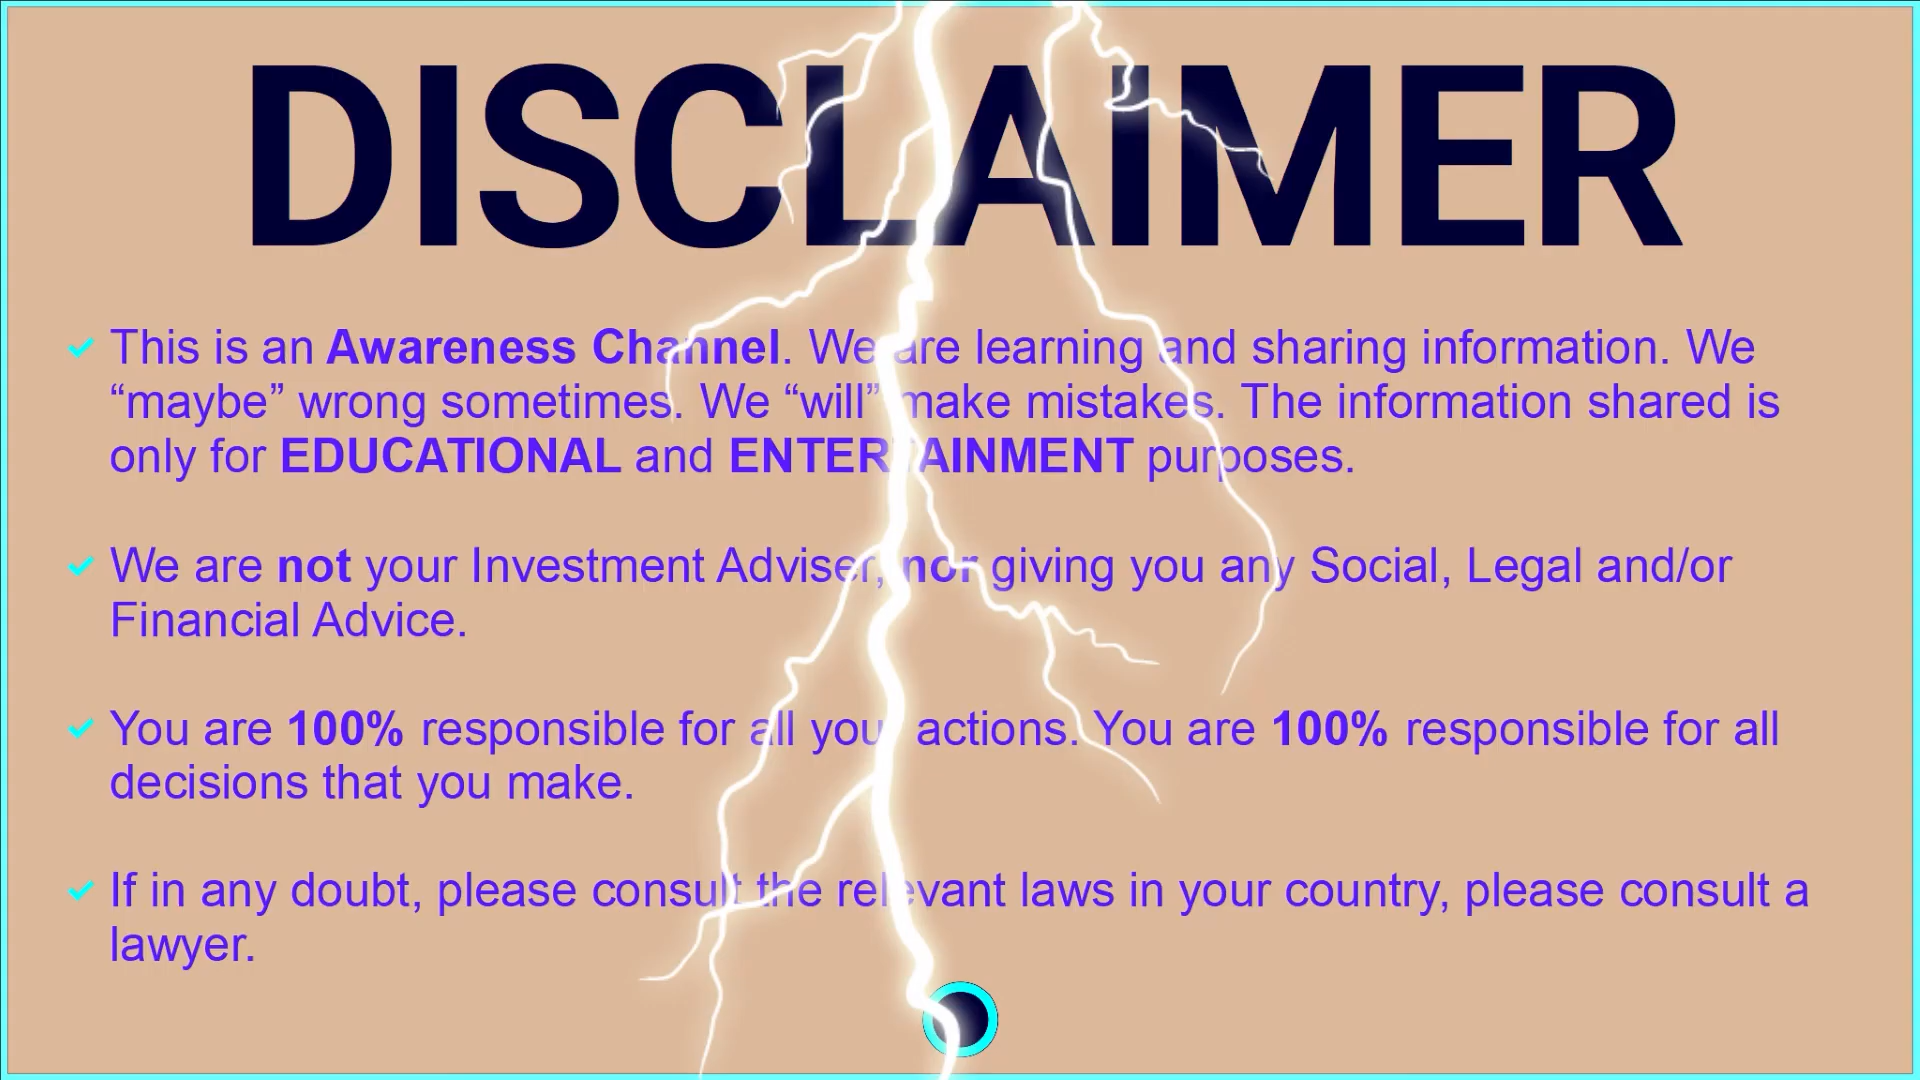 DISCLAIMER
This is an Awareness Channel. We are learning and sharing information. We
“maybe” wrong sometimes. We “will” make mistakes. The information shared is
only for EDUCATIONAL and ENTERTAINMENT purposes.
We are not your Investment Adviser, nor giving you any Social, Legal and/or
Financial Advice.
You are 100% responsible for all your actions. You are 100% responsible for all
decisions that you make.
If in any doubt, please consult the relevant laws in your country, please consult a
lawyer.